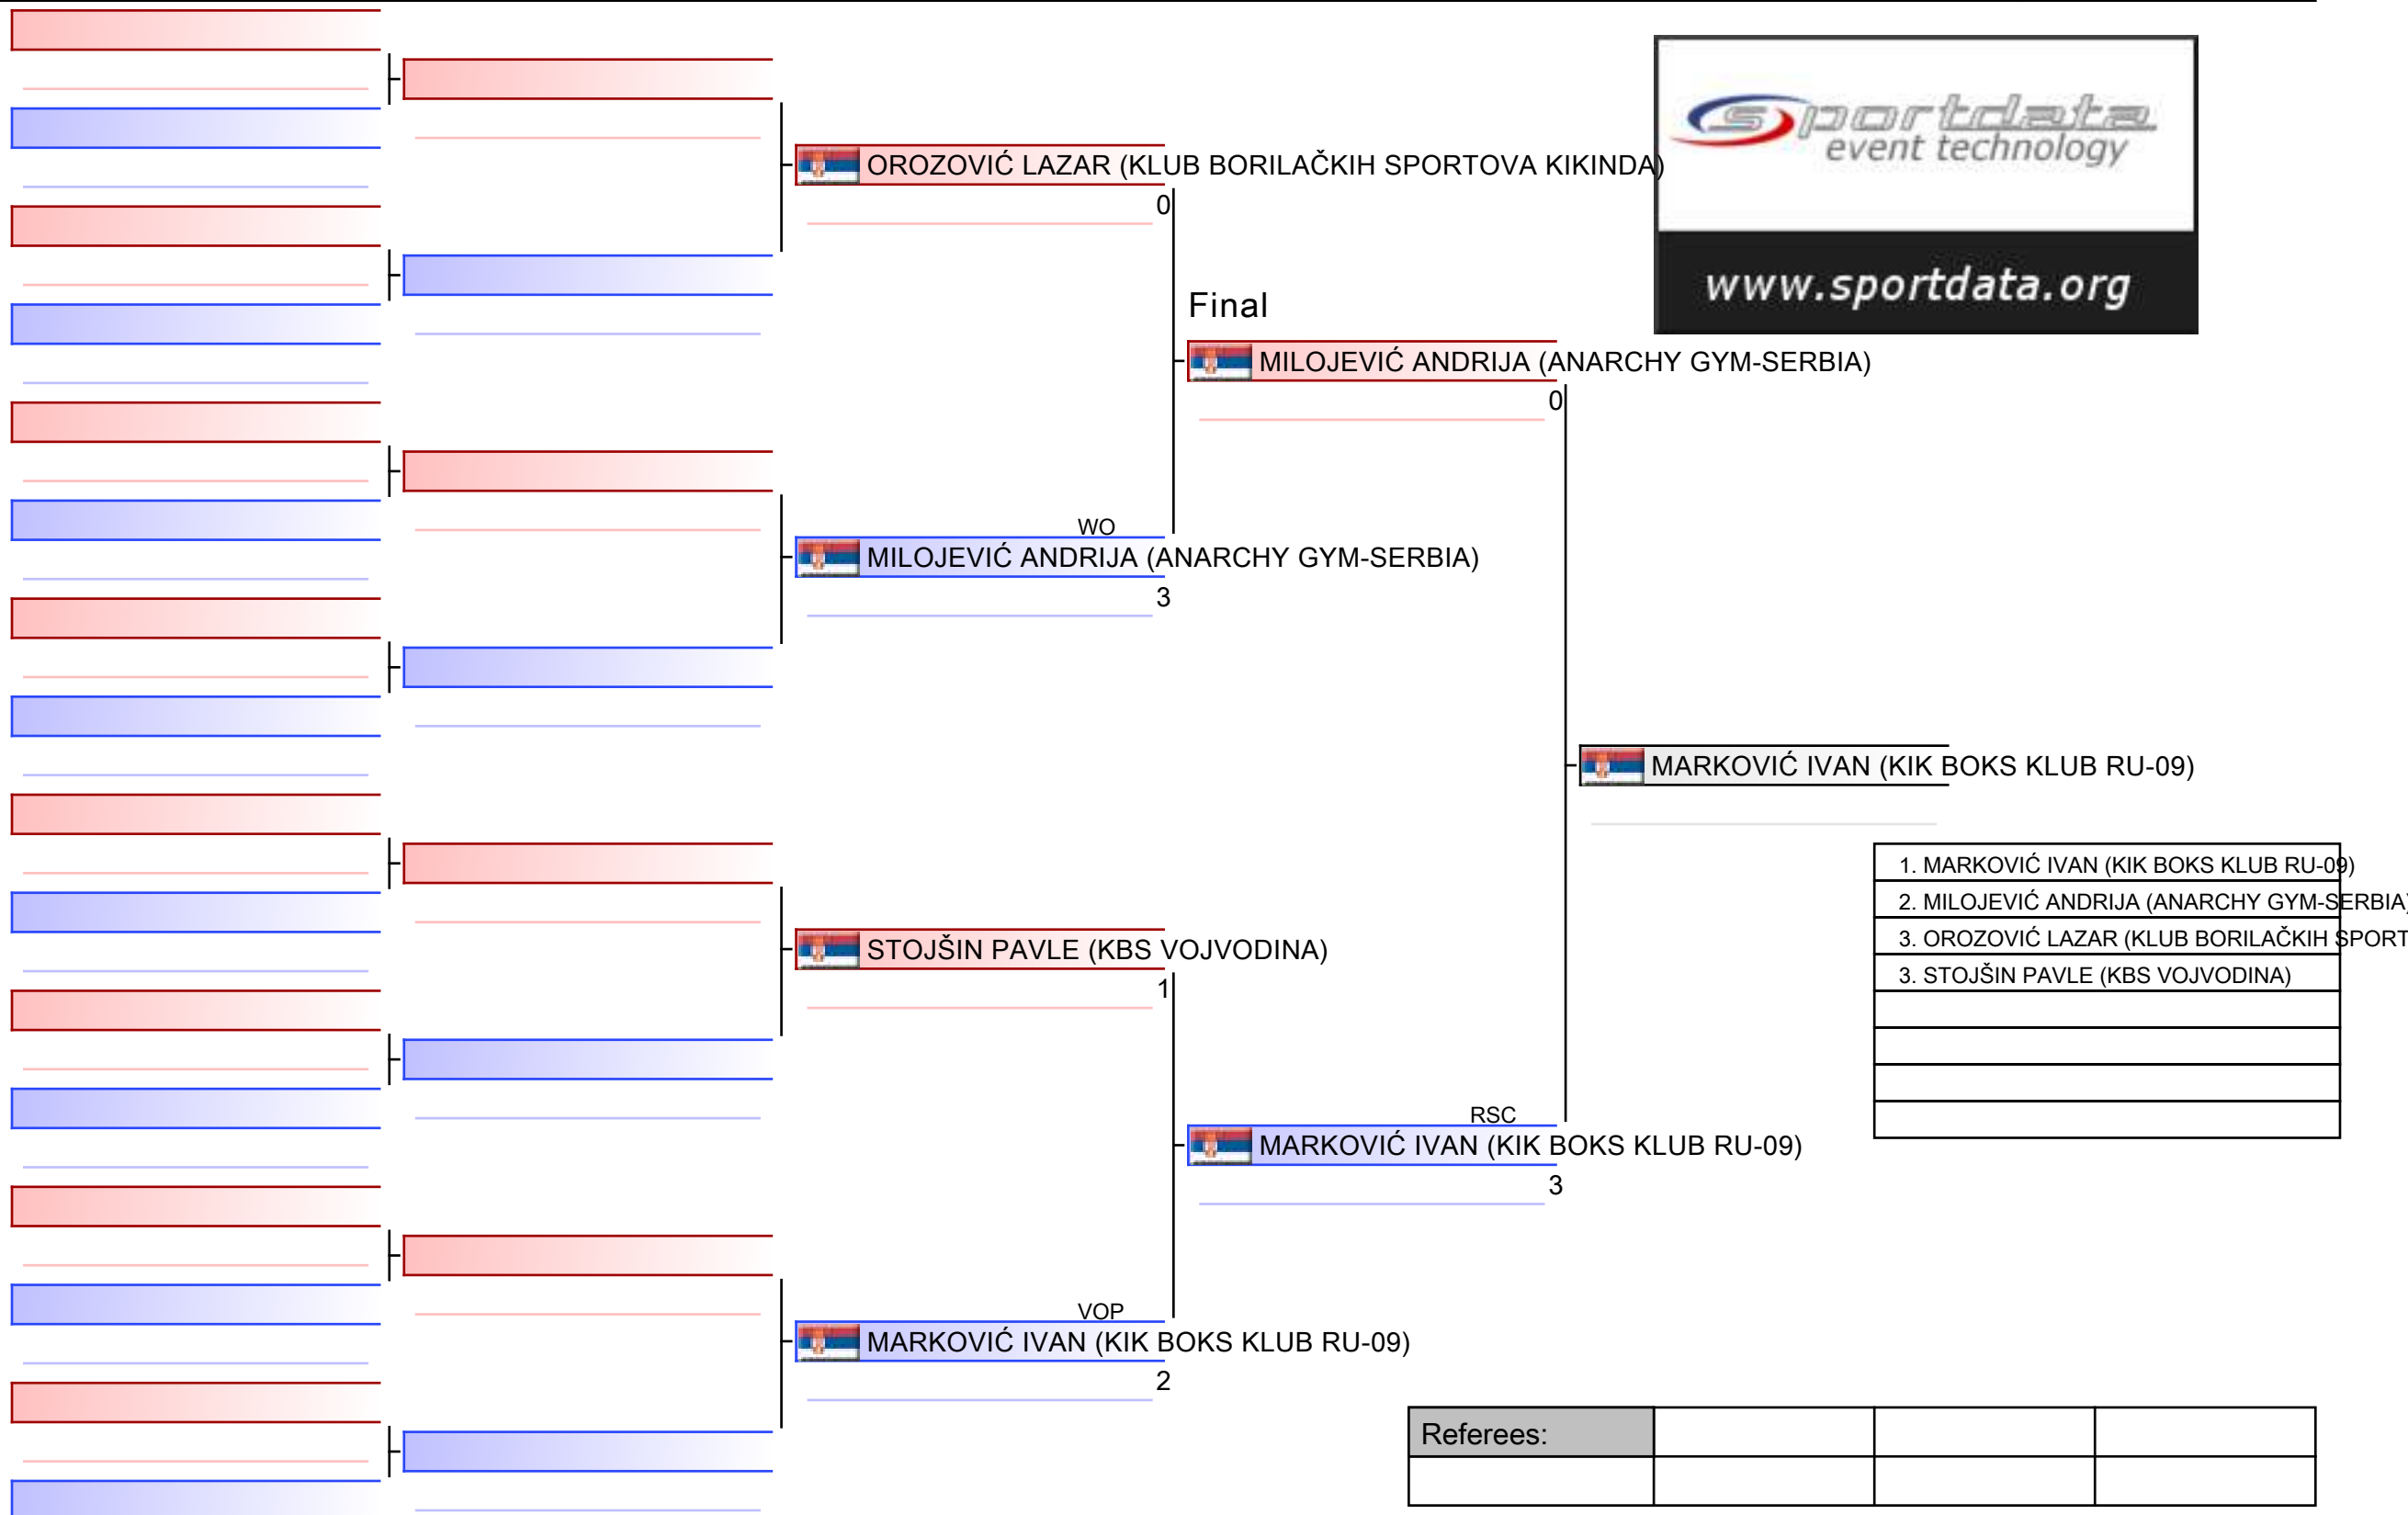 sportdata
event technology
www.sportdata.org
OROZOVIĆ LAZAR (KLUB BORILAČKIH SPORTOVA KIKINDA)
0
Final
MILOJEVIĆ ANDRIJA (ANARCHY GYM-SERBIA)
0
WO
MILOJEVIĆ ANDRIJA (ANARCHY GYM-SERBIA)
3
MARKOVIĆ IVAN (KIK BOKS KLUB RU-09)
1. MARKOVIĆ IVAN (KIK BOKS KLUB RU-09)
2. MILOJEVIĆ ANDRIJA (ANARCHY GYM-SERBIA)
3. OROZOVIĆ LAZAR (KLUB BORILAČKIH SPORT
3. STOJŠIN PAVLE (KBS VOJVODINA)
STOJŠIN PAVLE (KBS VOJVODINA)
1
RSC
MARKOVIĆ IVAN (KIK BOKS KLUB RU-09)
3
VOP
MARKOVIĆ IVAN (KIK BOKS KLUB RU-09)
2
Referees: